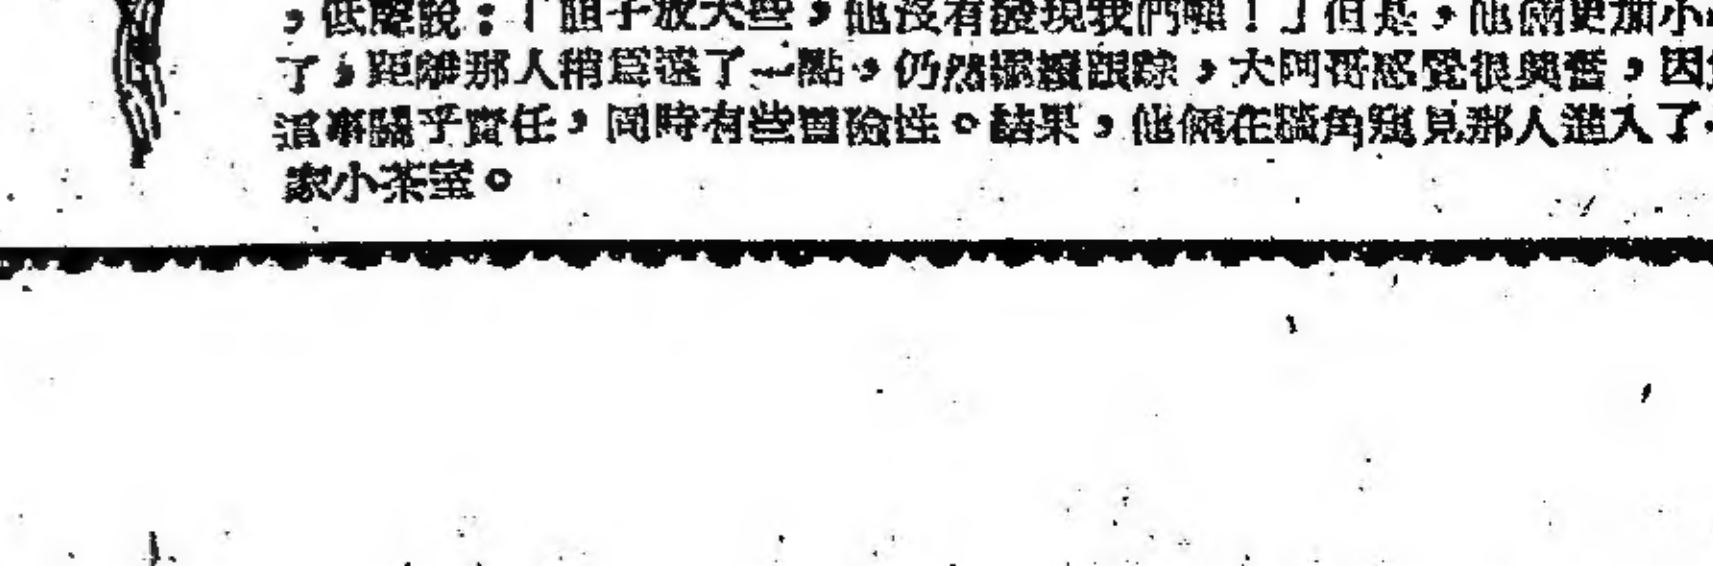 ，低聲說：「胆子放大些，他沒有發現我們啦！」但是，他倆更加小
了，距離那人稍爲遠了一點，仍然繼續跟踪，大阿哥感覺很興奮，因
這事關乎責任，同時有些冒險性。結果，他倆在牆角窺見那人進入了
家小茶室。